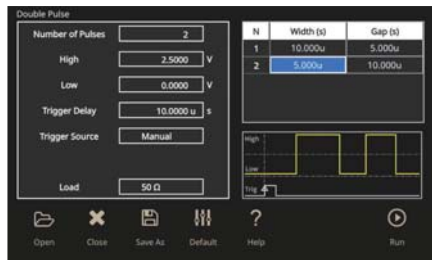 Double Pulse
Number of Pulses 2
High 2.5000 V
Low 0.0000 V
Trigger Delay 10.0000 u s
Trigger Source Manual
Load 50 Ω
N Width (s) Gap (s)
1 10.000u 5.000u
2 5.000u 10.000u
High
Low
Trig
Open Close Save As Default Help Run